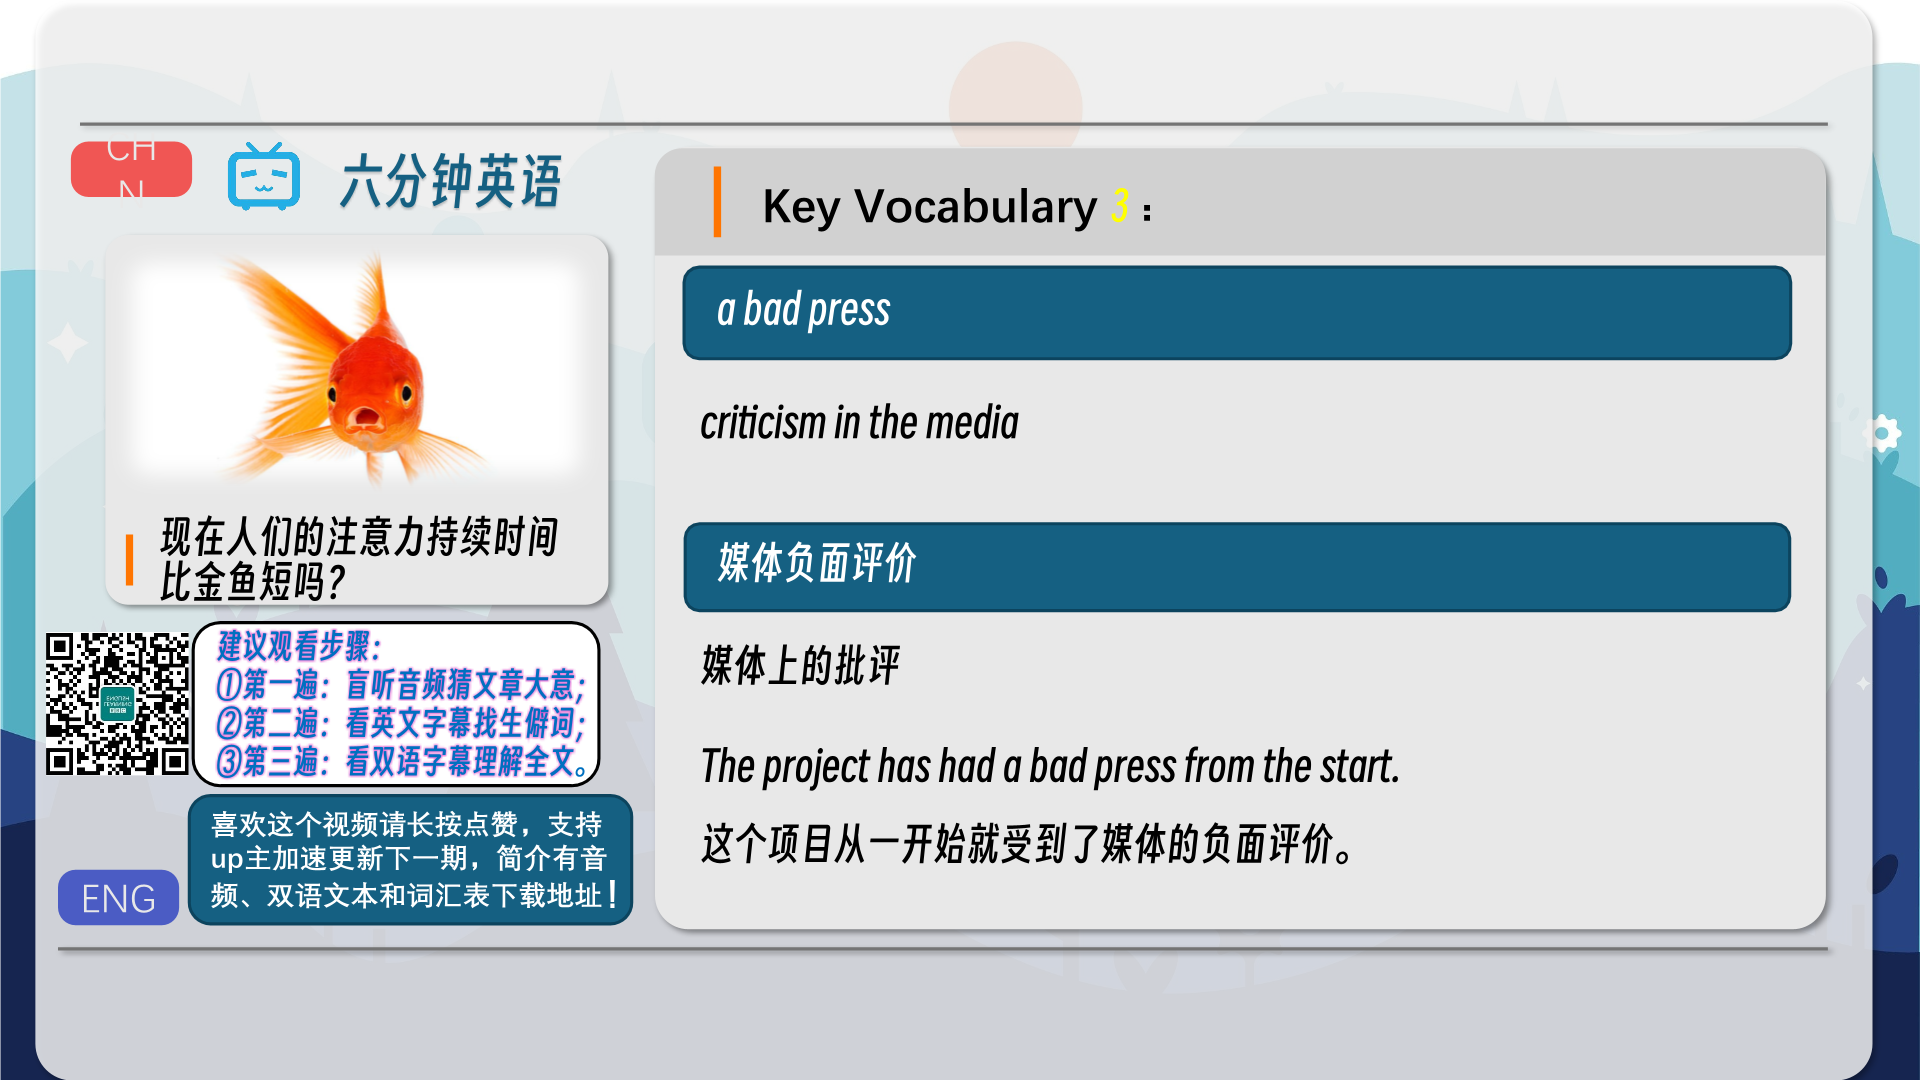 CH
N
六分钟英语
现在人们的注意力持续时间
比金鱼短吗？
建议观看步骤：
①第一遍：盲听音频猜文章大意；
②第二遍：看英文字幕找生僻词；
③第三遍：看双语字幕理解全文。
喜欢这个视频请长按点赞，支持
up主加速更新下一期，简介有音
频、双语文本和词汇表下载地址！
ENG
Key Vocabulary 3：
a bad press
criticism in the media
媒体负面评价
媒体上的批评
The project has had a bad press from the start.
这个项目从一开始就受到了媒体的负面评价。